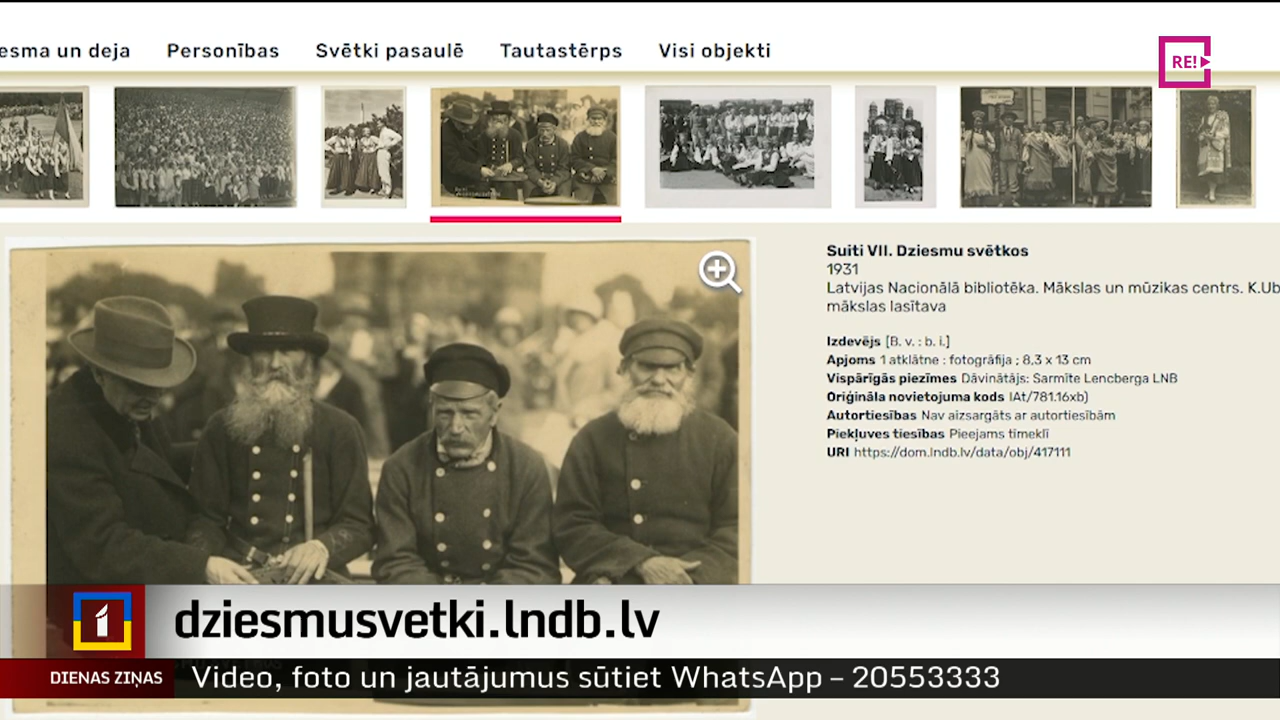 esma un deja Personības Svētki pasaulē Tautastērps Visi objekti
RE!
Suiti VII. Dziesmu svētkos
1931
Latvijas Nacionālā bibliotēka. Mākslas un mūzikas centrs. K.Ub
mākslas lasītava
Izdevējs [B. v. : b. i.]
Apjoms 1 atklātne : fotogrāfija ; 8,3 x 13 cm
Vispārīgās piezīmes Dāvinātājs: Sarmīte Lencberga LNB
Oriģināla novietojuma kods IAt/781.16xb)
Autortiesības Nav aizsargāts ar autortiesībām
Piekļuves tiesības Pieejams tīmeklī
URI https://dom.lndb.lv/data/obj/417111
1
dziesmusvetki.lndb.lv
DIENAS ZIŅAS Video, foto un jautājumus sūtiet WhatsApp – 20553333